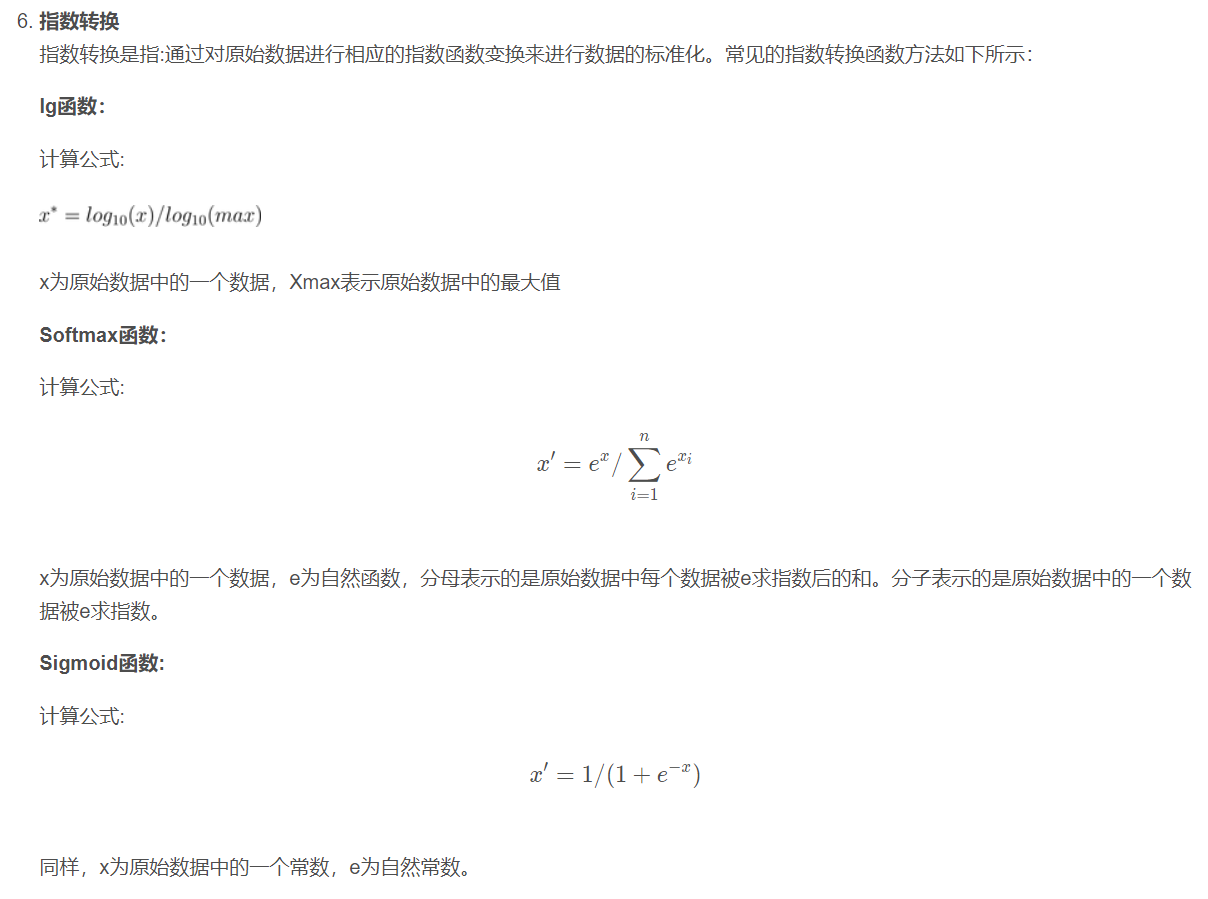 6. 指数转换
指数转换是指:通过对原始数据进行相应的指数函数变换来进行数据的标准化。常见的指数转换函数方法如下所示：
lg函数：
计算公式:
x* = log₁₀(x)/log₁₀(max)
x为原始数据中的一个数据，Xmax表示原始数据中的最大值
Softmax函数：
计算公式:
x′ = e^x / ∑_{i=1}^{n} e^{x_i}
x为原始数据中的一个数据，e为自然函数，分母表示的是原始数据中每个数据被e求指数后的和。分子表示的是原始数据中的一个数
据被e求指数。
Sigmoid函数:
计算公式:
x′ = 1/(1 + e^{−x})
同样，x为原始数据中的一个常数，e为自然常数。